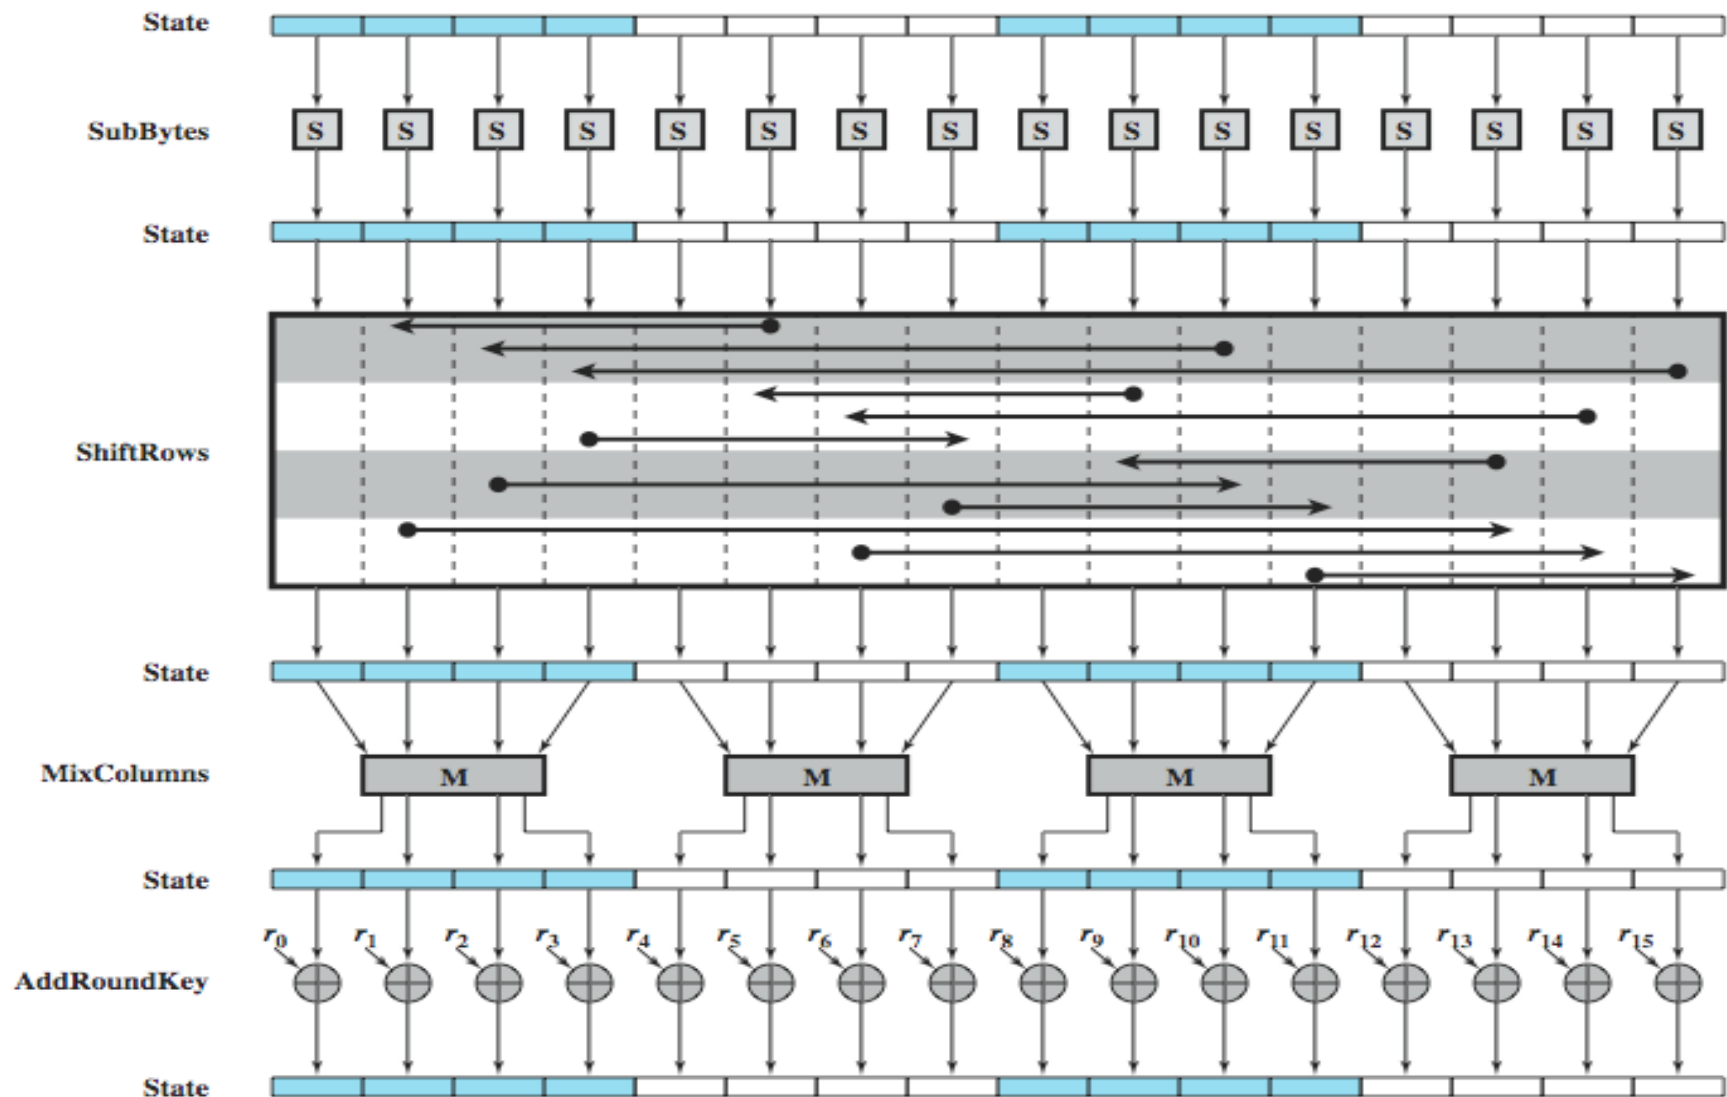 State
S S S S S S S S S S S S S S S S
SubBytes
State
ShiftRows
State
MixColumns
M M M M
State
r0 r1 r2 r3 r4 r5 r6 r7 r8 r9 r10 r11 r12 r13 r14 r15
AddRoundKey
State